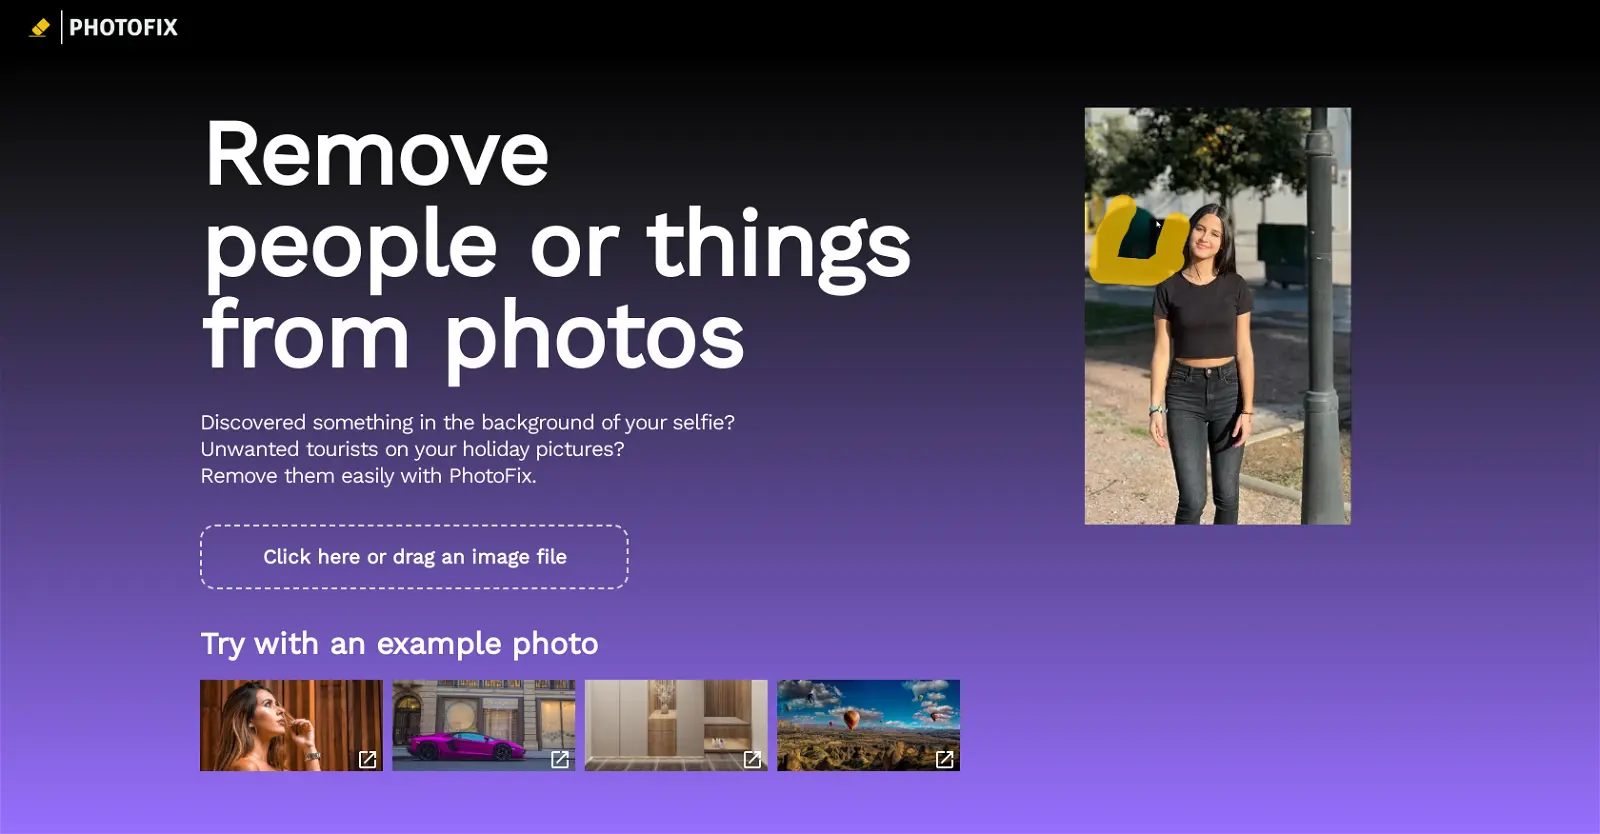 PHOTOFIX
Remove
people or things
from photos
Discovered something in the background of your selfie?
Unwanted tourists on your holiday pictures?
Remove them easily with PhotoFix.
Click here or drag an image file
Try with an example photo